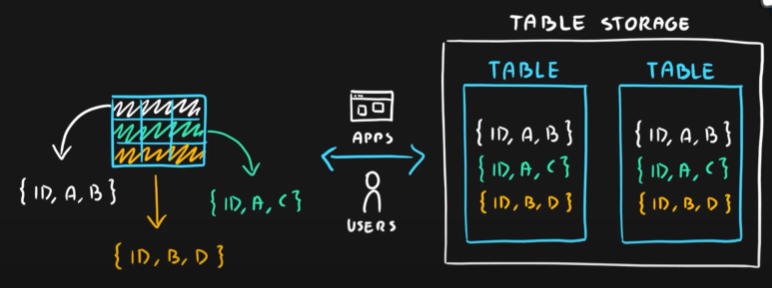 TABLE STORAGE
TABLE
TABLE
{ID, A, B}
{ID, A, C}
{ID, B, D}
APPS
USERS
{ID, A, B}
{ID, A, C}
{ID, B, D}
{ID, A, B}
{ID, A, C}
{ID, B, D}